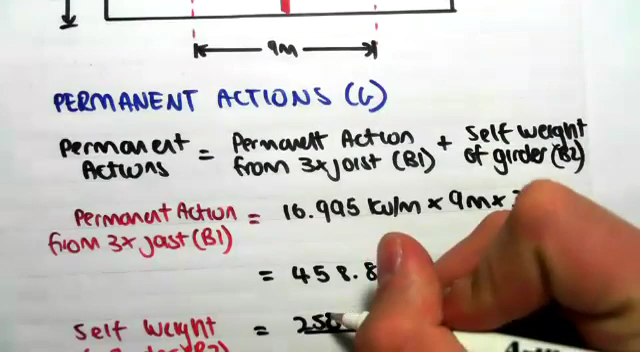 9m
PERMANENT ACTIONS (G)
Permanent Actions = Permanent Action from 3x joist (B1) + Self Weight of girder (B2)
Permanent Action from 3x joist (B1) = 16.995 kN/m x 9m x
= 458.8
Self Weight =